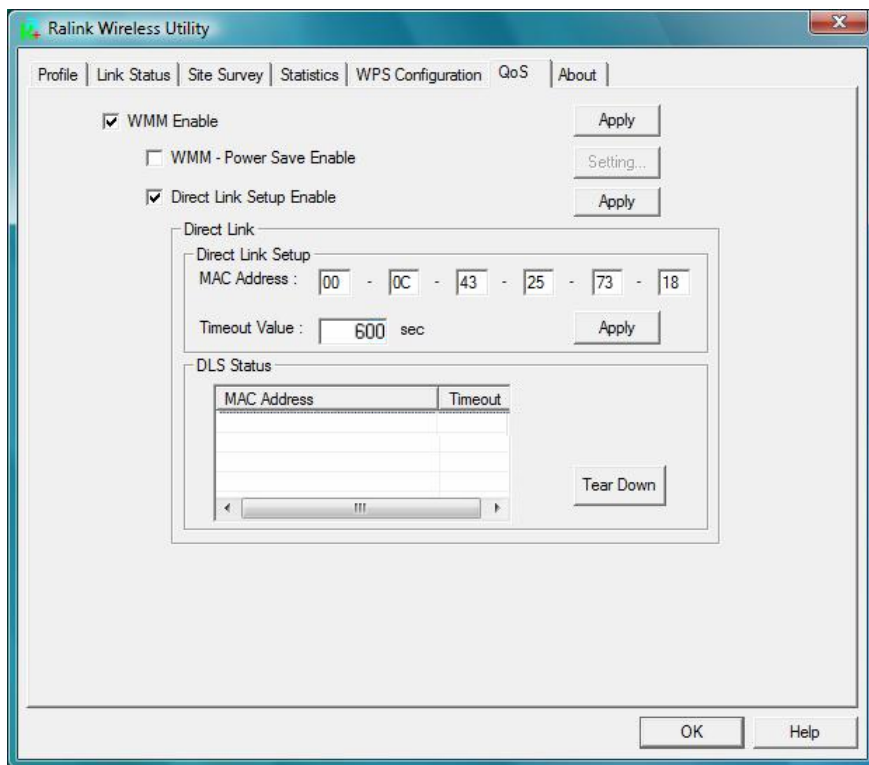 Ralink Wireless Utility
Profile Link Status Site Survey Statistics WPS Configuration QoS About
WMM Enable Apply
WMM - Power Save Enable Setting...
Direct Link Setup Enable Apply
Direct Link
Direct Link Setup
MAC Address : 00 - 0C - 43 - 25 - 73 - 18
Timeout Value : 600 sec Apply
DLS Status
MAC Address Timeout
Tear Down
OK Help